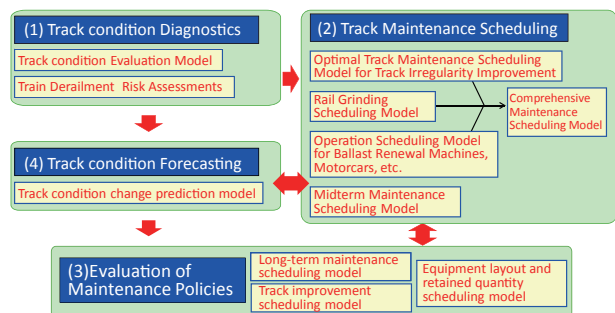 (1) Track condition Diagnostics
Track condition Evaluation Model
Train Derailment Risk Assessments
(2) Track Maintenance Scheduling
Optimal Track Maintenance Scheduling
Model for Track Irregularity Improvement
Rail Grinding
Scheduling Model
Comprehensive
Maintenance
Scheduling Model
Operation Scheduling Model
for Ballast Renewal Machines,
Motorcars, etc.
Midterm Maintenance
Scheduling Model
(4) Track condition Forecasting
Track condition change prediction model
(3)Evaluation of
Maintenance Policies
Long-term maintenance
scheduling model
Track improvement
scheduling model
Equipment layout and
retained quantity
scheduling model